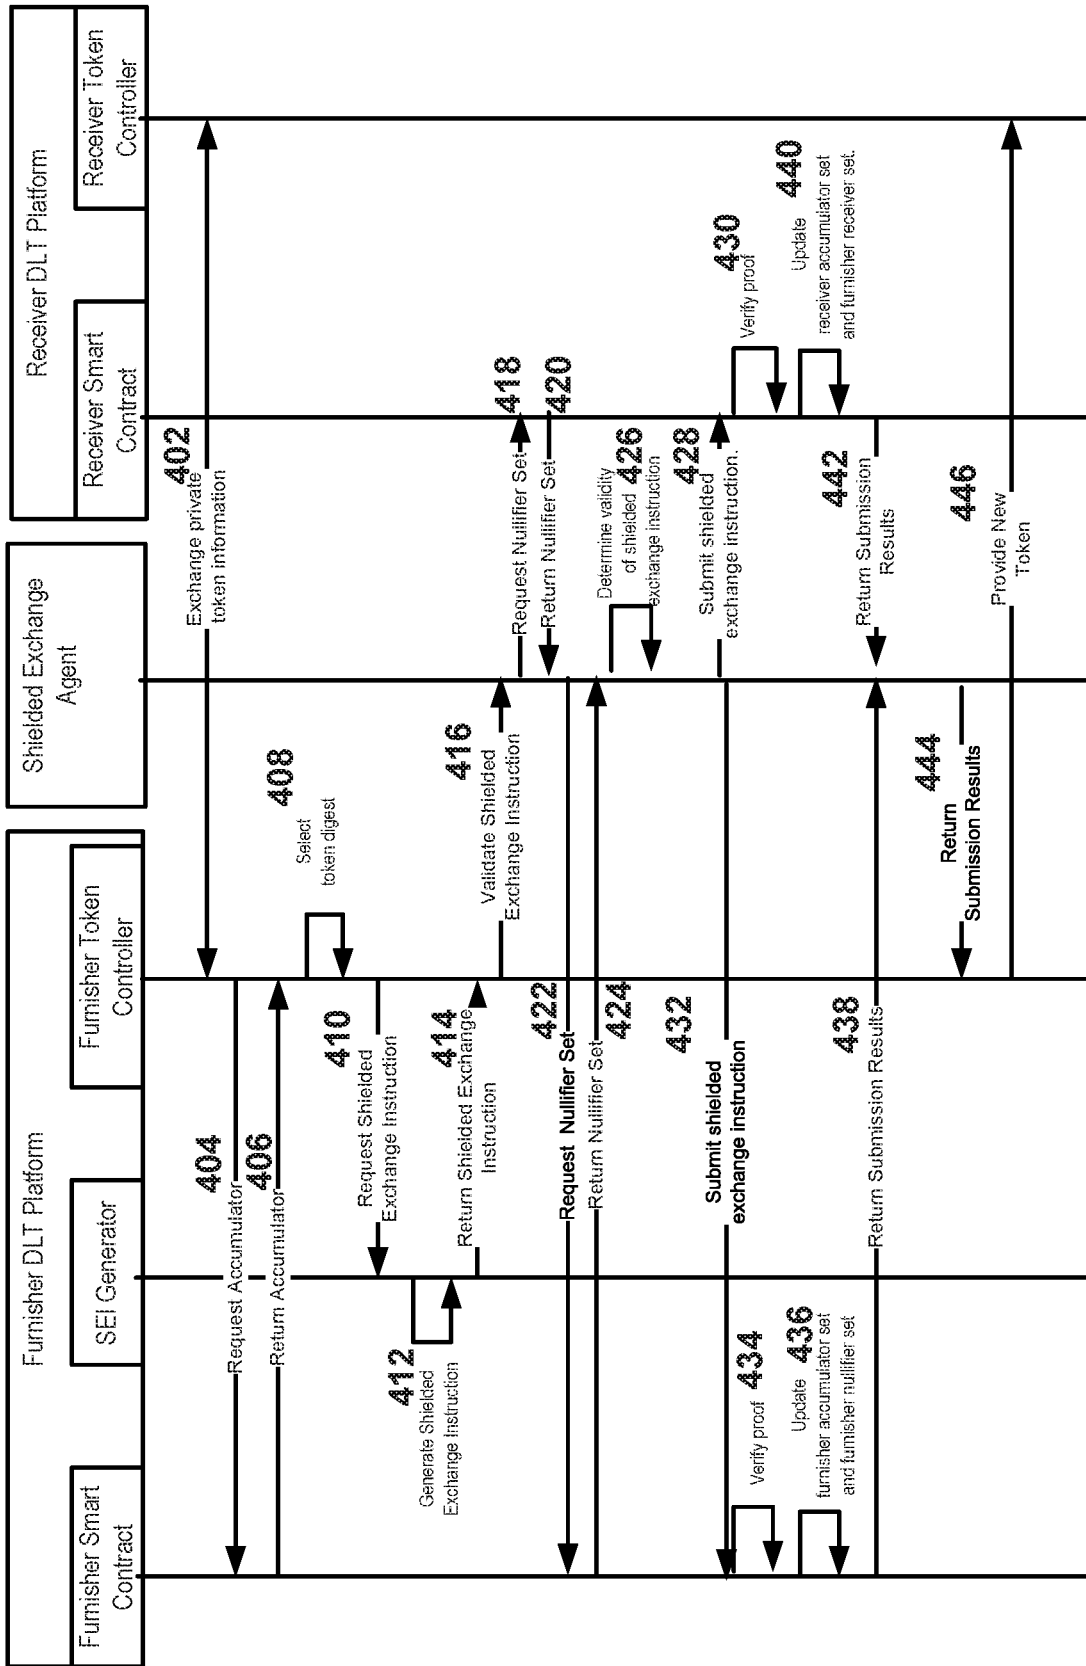 Furnisher DLT Platform
Furnisher Smart
Contract
SEI Generator
Furnisher Token
Controller
Shielded Exchange
Agent
Receiver DLT Platform
Receiver Smart
Contract
Receiver Token
Controller
402
Exchange private
token information
404
Request Accumulator
406
Return Accumulator
408
Select
token digest
410
Request Shielded
Exchange Instruction
412
Generate Shielded
Exchange Instruction
414
Return Shielded Exchange
Instruction
416
Validate Shielded
Exchange Instruction
418
Request Nullifier Set
420
Return Nullifier Set
422
Request Nullifier Set
424
Return Nullifier Set
Determine validity
of shielded 426
exchange instruction
428
Submit shielded
exchange instruction.
430
Verify proof
432
Submit shielded
exchange instruction
Verify proof 434
Update 436
furnisher accumulator set
and furnisher nullifier set
438
Return Submission Results
440
Update
receiver accumulator set
and furnisher receiver set.
442
Return Submission
Results
444
Return
Submission Results
446
Provide New
Token